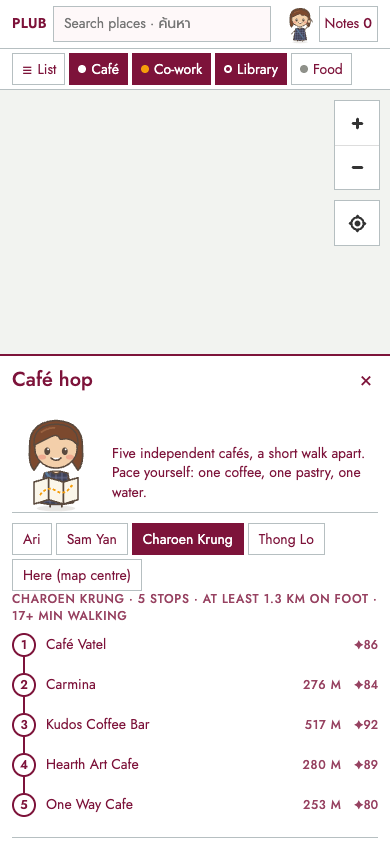 PLUB Search places · ค้นหา Notes 0
≡ List Café Co-work Library Food
+
−
Café hop ×
Five independent cafés, a short walk apart.
Pace yourself: one coffee, one pastry, one
water.
Ari Sam Yan Charoen Krung Thong Lo
Here (map centre)
CHAROEN KRUNG · 5 STOPS · AT LEAST 1.3 KM ON FOOT ·
17+ MIN WALKING
1 Café Vatel ✦86
2 Carmina 276 M ✦84
3 Kudos Coffee Bar 517 M ✦92
4 Hearth Art Cafe 280 M ✦89
5 One Way Cafe 253 M ✦80